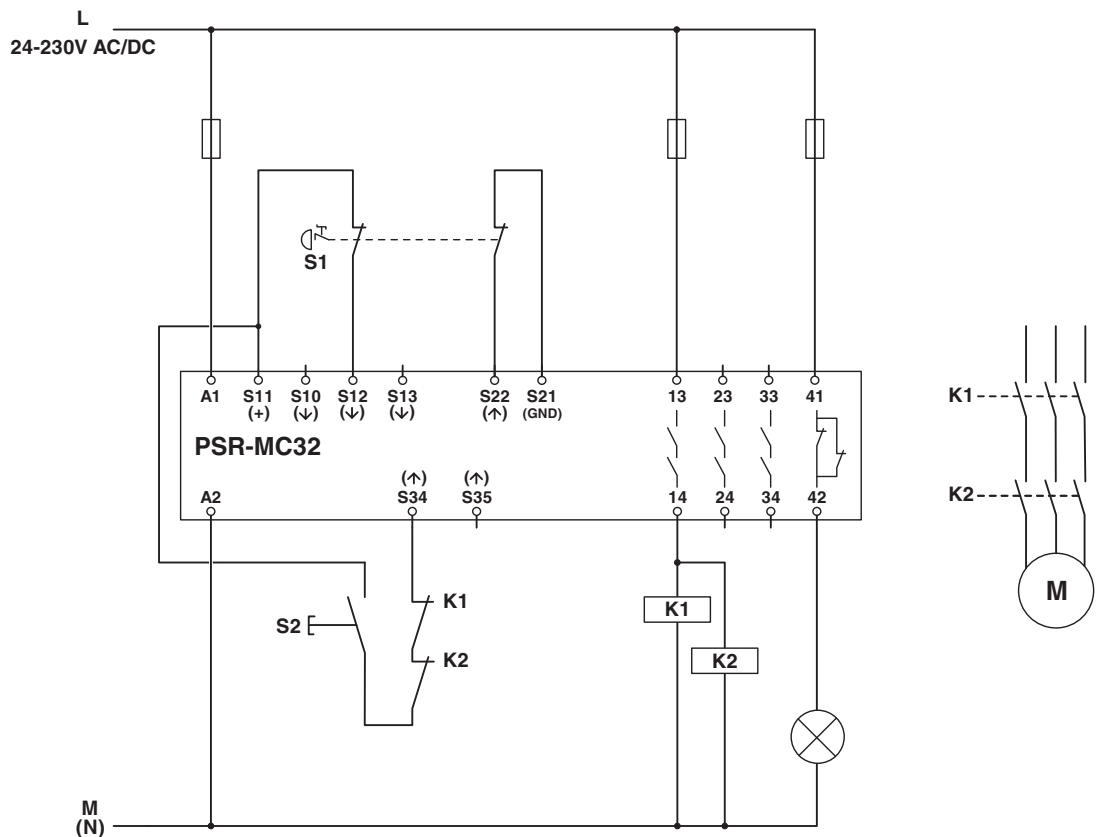 L
24-230V AC/DC
S1
A1 S11 S10 S12 S13 S22 S21 13 23 33 41
(+) (↓) (↓) (↓) (↑) (GND)
PSR-MC32
(↑) (↑)
A2 S34 S35 14 24 34 42
K1
K2
M
K1
S2
K1
K2
K2
M
(N)